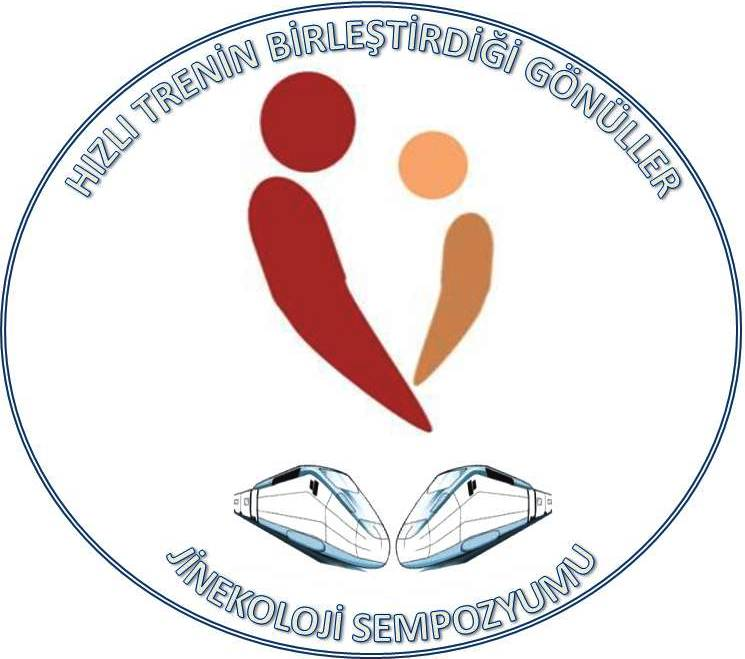 HIZLI TRENİN BİRLEŞTİRDİĞİ GÖNÜLLER
JİNEKOLOJİ SEMPOZYUMU